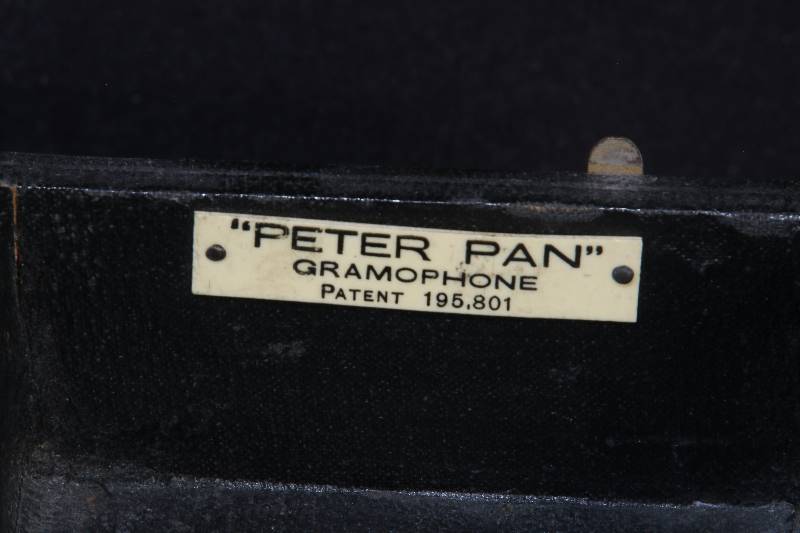 "PETER PAN"
GRAMOPHONE
PATENT 195,801